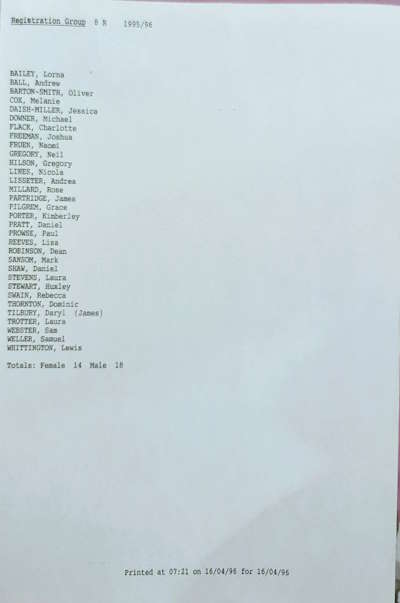 Registration Group 8 R 1995/96
BAILEY, Lorna
BALL, Andrew
BARTON-SMITH, Oliver
COX, Melanie
DAISH-MILLER, Jessica
DOWNER, Michael
FLACK, Charlotte
FREEMAN, Joshua
FRUEN, Naomi
GREGORY, Neil
HILSON, Gregory
LINES, Nicola
LISSETER, Andrea
MILLARD, Rose
PARTRIDGE, James
PILGREM, Grace
PORTER, Kimberley
PRATT, Daniel
PROWSE, Paul
REEVES, Lisa
ROBINSON, Dean
SANSOM, Mark
SHAW, Daniel
STEVENS, Laura
STEWART, Huxley
SWAIN, Rebecca
THORNTON, Dominic
TILBURY, Daryl (James)
TROTTER, Laura
WEBSTER, Sam
WELLER, Samuel
WHITTINGTON, Lewis
Totals: Female 14 Male 18
Printed at 07:21 on 16/04/96 for 16/04/96